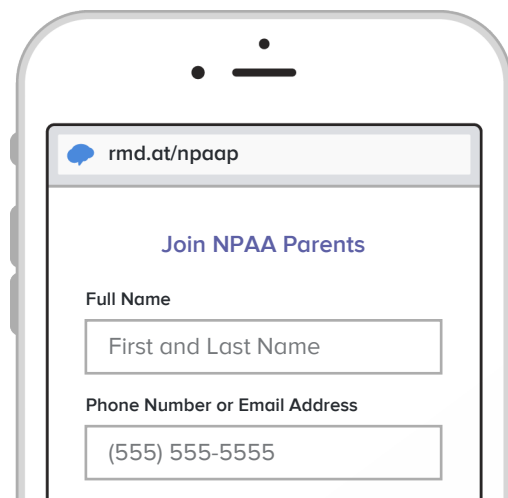 rmd.at/npaap
Join NPAA Parents
Full Name
First and Last Name
Phone Number or Email Address
(555) 555-5555